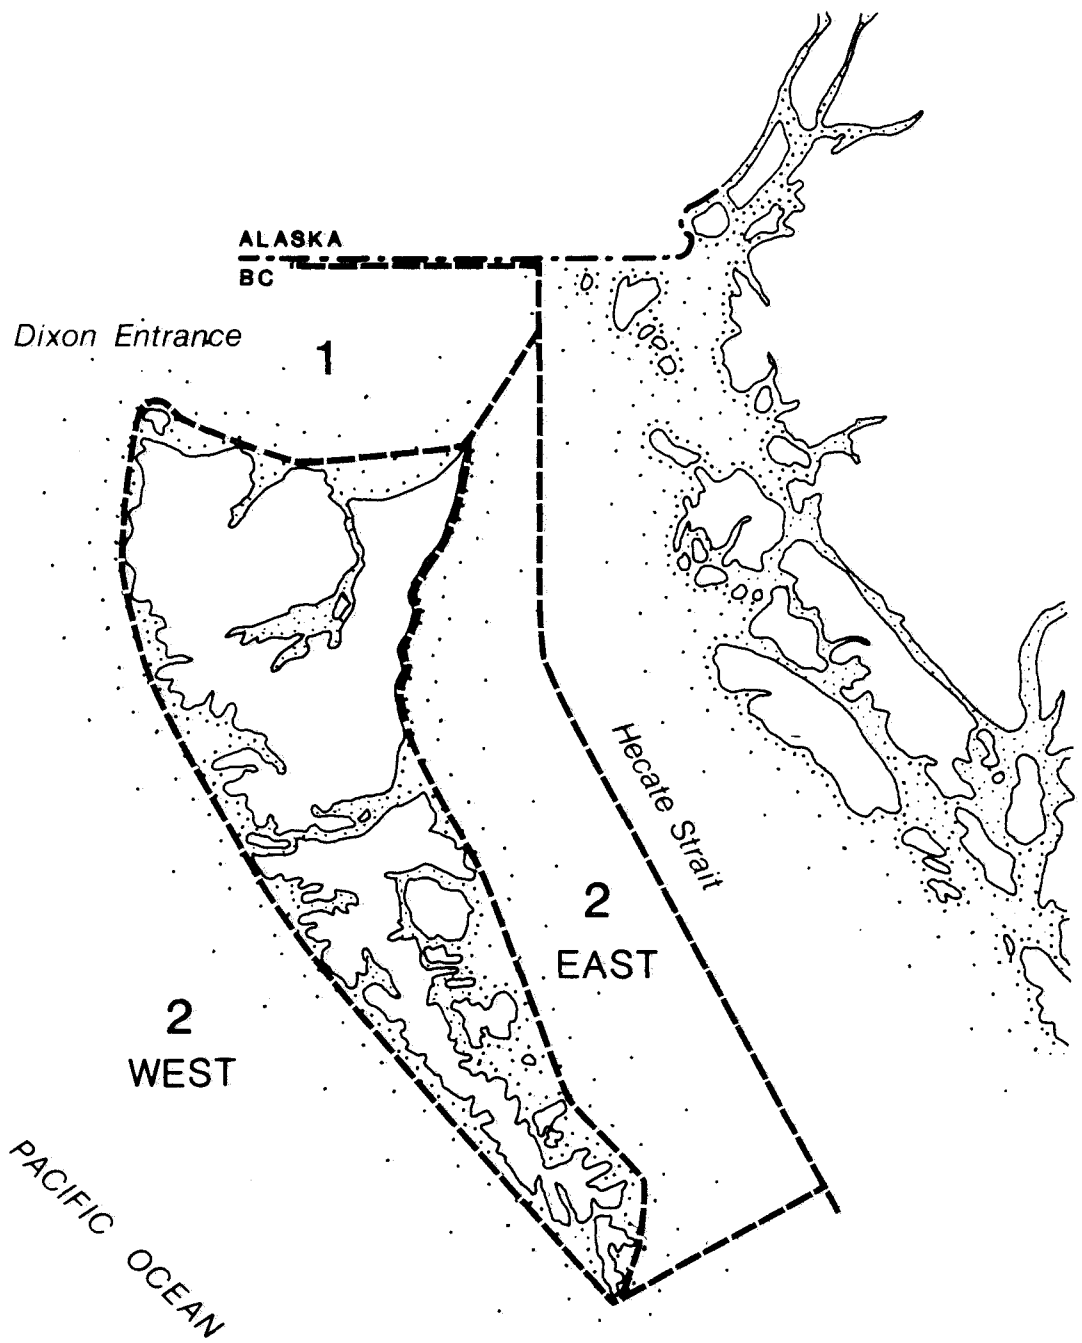 ALASKA
BC
Dixon Entrance
1
Hecate Strait
2
EAST
2
WEST
PACIFIC OCEAN